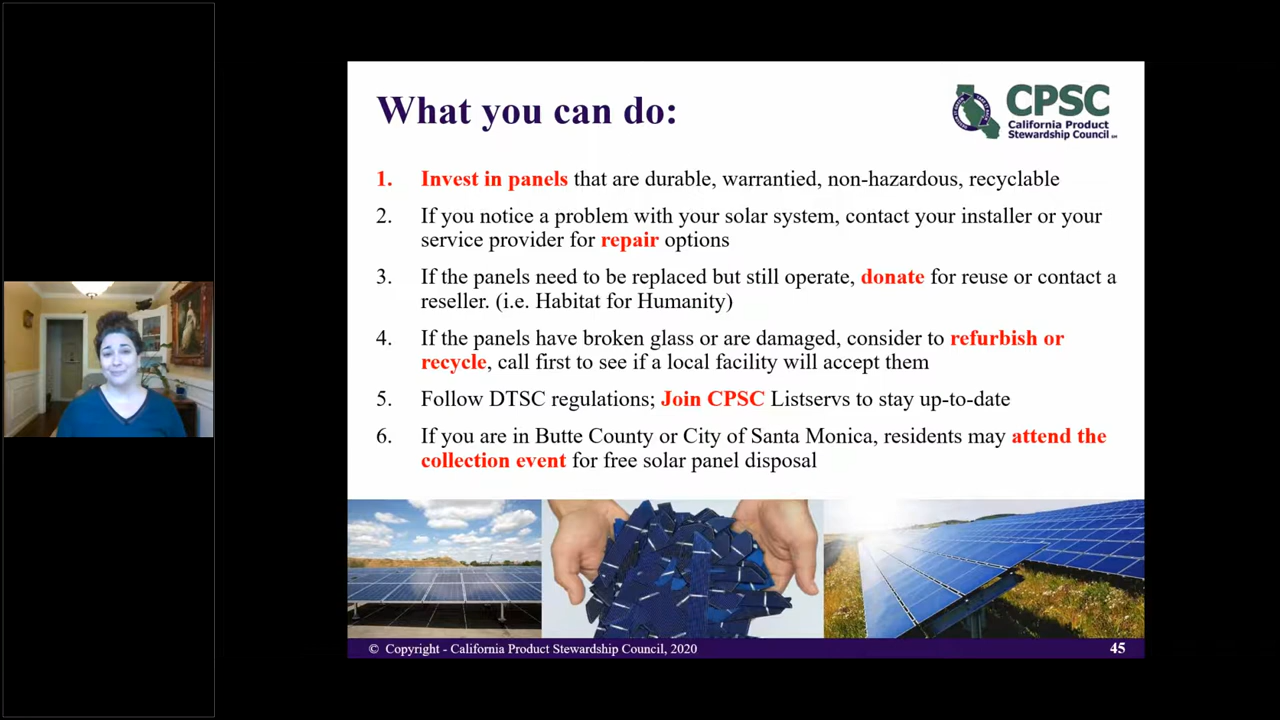 What you can do:
CPSC
California Product
Stewardship Council
1. Invest in panels that are durable, warrantied, non-hazardous, recyclable
2. If you notice a problem with your solar system, contact your installer or your
service provider for repair options
3. If the panels need to be replaced but still operate, donate for reuse or contact a
reseller. (i.e. Habitat for Humanity)
4. If the panels have broken glass or are damaged, consider to refurbish or
recycle, call first to see if a local facility will accept them
5. Follow DTSC regulations; Join CPSC Listservs to stay up-to-date
6. If you are in Butte County or City of Santa Monica, residents may attend the
collection event for free solar panel disposal
© Copyright - California Product Stewardship Council, 2020
45